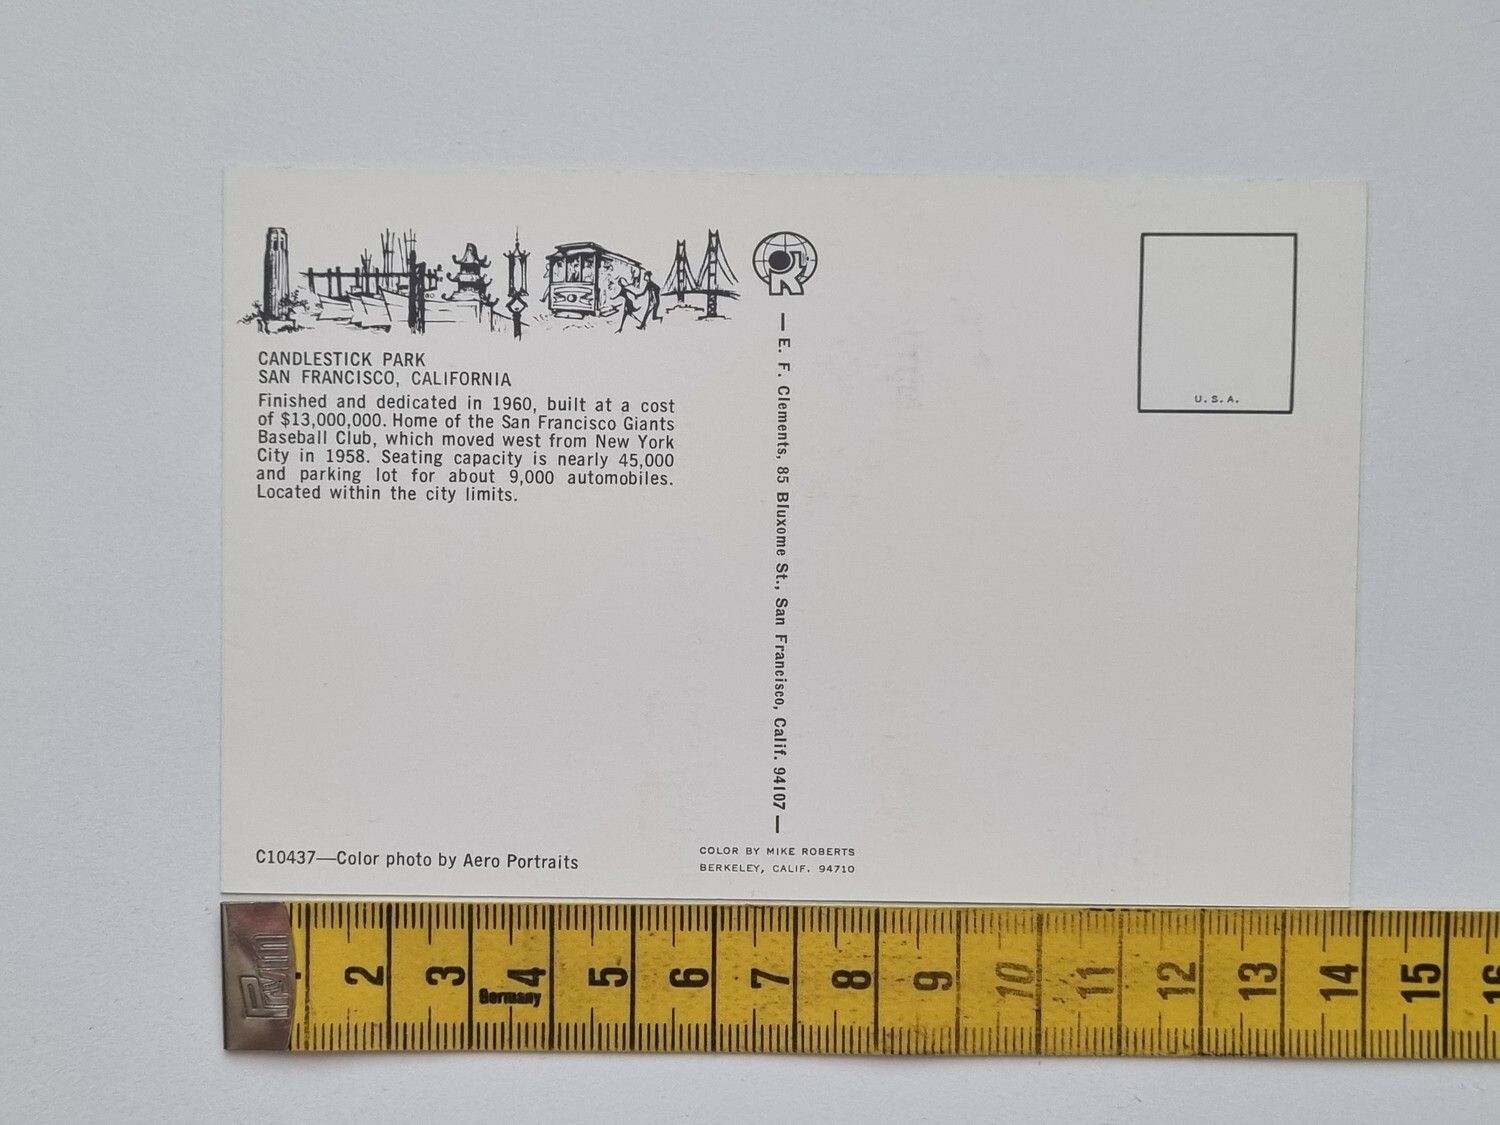 CANDLESTICK PARK
SAN FRANCISCO, CALIFORNIA
Finished and dedicated in 1960, built at a cost
of $13,000,000. Home of the San Francisco Giants
Baseball Club, which moved west from New York
City in 1958. Seating capacity is nearly 45,000
and parking lot for about 9,000 automobiles.
Located within the city limits.
C10437—Color photo by Aero Portraits
— E. F. Clements, 85 Bluxome St., San Francisco, Calif. 94107 —
COLOR BY MIKE ROBERTS
BERKELEY, CALIF. 94710
U.S.A.
Prym 2 3 4 5 6 7 8 9 10 11 12 13 14 15 16
Germany